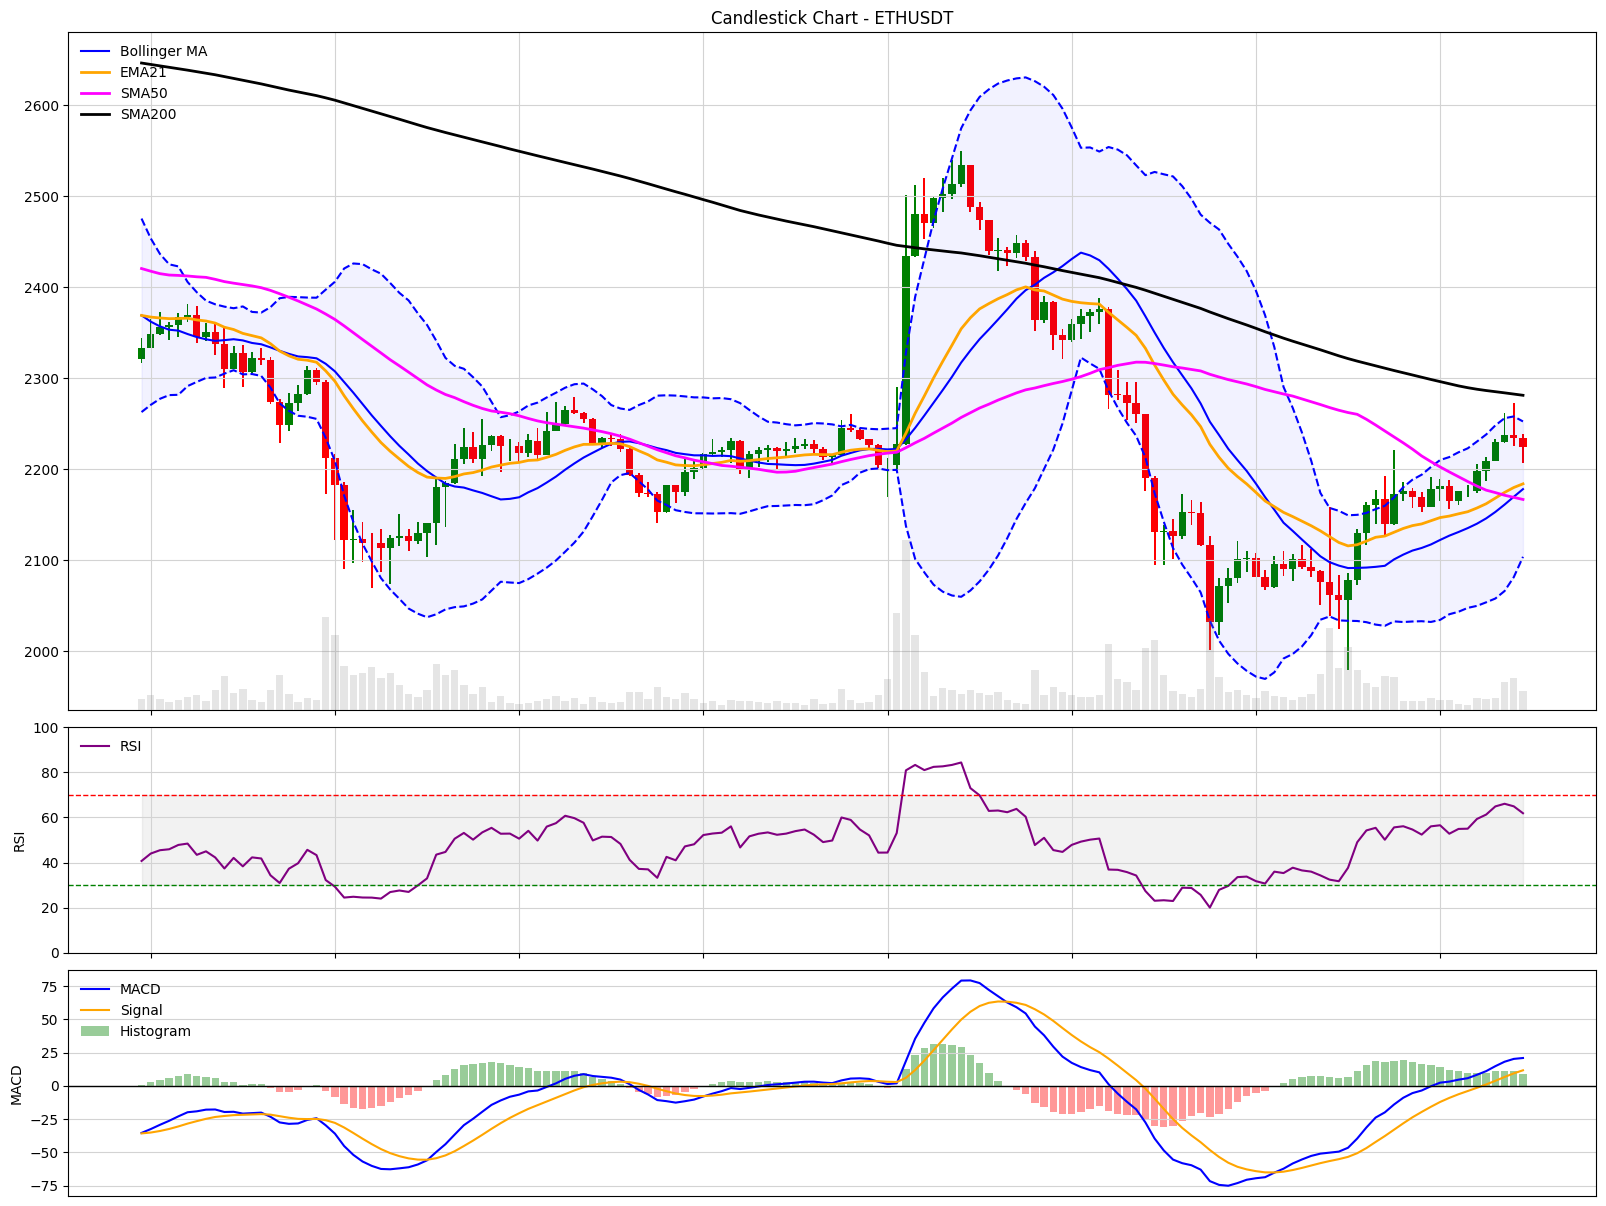 Candlestick Chart - ETHUSDT
Bollinger MA
EMA21
SMA50
SMA200
2600
2500
2400
2300
2200
2100
2000
RSI
100
80
60
40
20
0
RSI
MACD
Signal
Histogram
75
50
25
0
−25
−50
−75
MACD